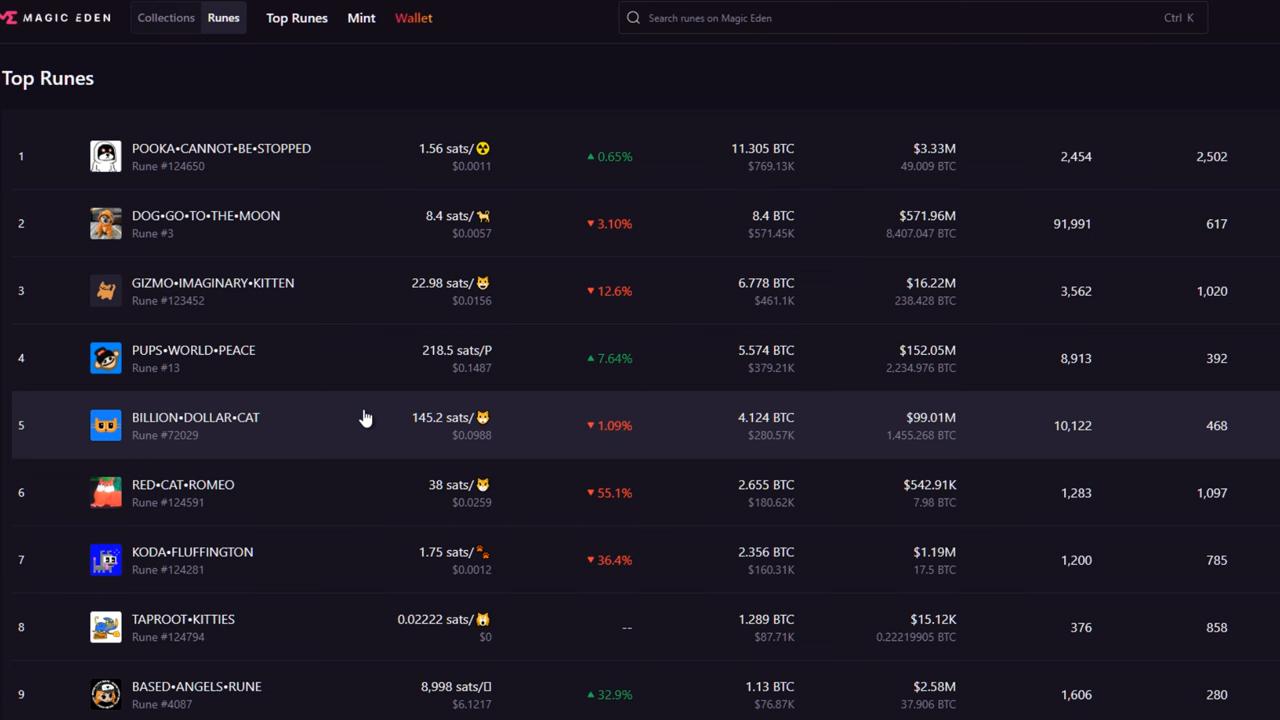 MAGIC EDEN Collections Runes Top Runes Mint Wallet Search runes on Magic Eden Ctrl K
Top Runes
1 POOKA•CANNOT•BE•STOPPED 1.56 sats/☢ ▲0.65% 11.305 BTC $3.33M 2,454 2,502
Rune #124650 $0.0011 $769.13K 49.009 BTC
2 DOG•GO•TO•THE•MOON 8.4 sats/🐕 ▼3.10% 8.4 BTC $571.96M 91,991 617
Rune #3 $0.0057 $571.45K 8,407.047 BTC
3 GIZMO•IMAGINARY•KITTEN 22.98 sats/😺 ▼12.6% 6.778 BTC $16.22M 3,562 1,020
Rune #123452 $0.0156 $461.1K 238.428 BTC
4 PUPS•WORLD•PEACE 218.5 sats/P ▲7.64% 5.574 BTC $152.05M 8,913 392
Rune #13 $0.1487 $379.21K 2,234.976 BTC
5 BILLION•DOLLAR•CAT 145.2 sats/🐱 ▼1.09% 4.124 BTC $99.01M 10,122 468
Rune #72029 $0.0988 $280.57K 1,455.268 BTC
6 RED•CAT•ROMEO 38 sats/🐱 ▼55.1% 2.655 BTC $542.91K 1,283 1,097
Rune #124591 $0.0259 $180.62K 7.98 BTC
7 KODA•FLUFFINGTON 1.75 sats/🐾 ▼36.4% 2.356 BTC $1.19M 1,200 785
Rune #124281 $0.0012 $160.31K 17.5 BTC
8 TAPROOT•KITTIES 0.02222 sats/🙀 -- 1.289 BTC $15.12K 376 858
Rune #124794 $0 $87.71K 0.22219905 BTC
9 BASED•ANGELS•RUNE 8,998 sats/▯ ▲32.9% 1.13 BTC $2.58M 1,606 280
Rune #4087 $6.1217 $76.87K 37.906 BTC